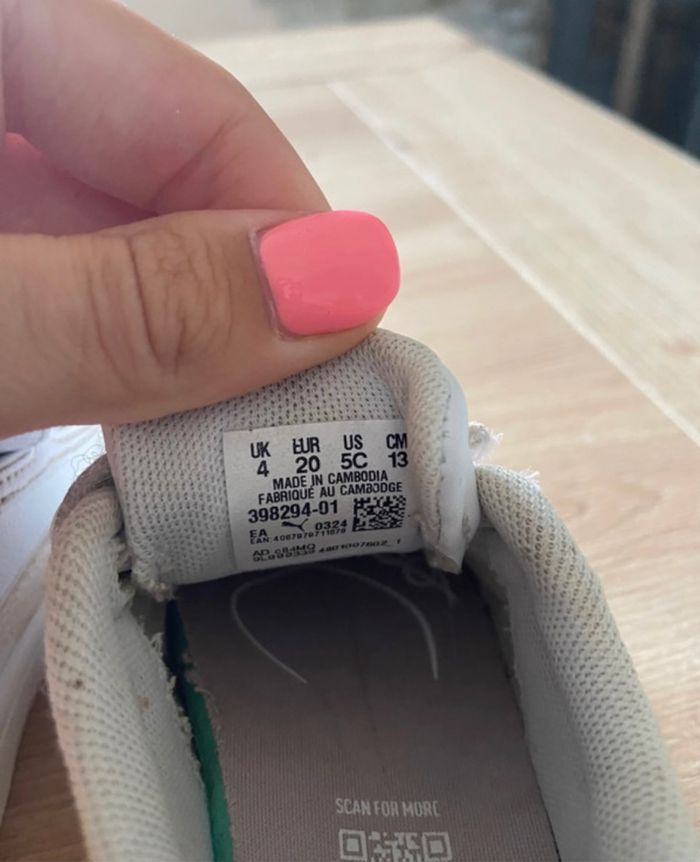 UK EUR US CM
4 20 5C 13
MADE IN CAMBODIA
FABRIQUÉ AU CAMBODGE
398294-01
EA 0324
EAN:
SCAN FOR MORE